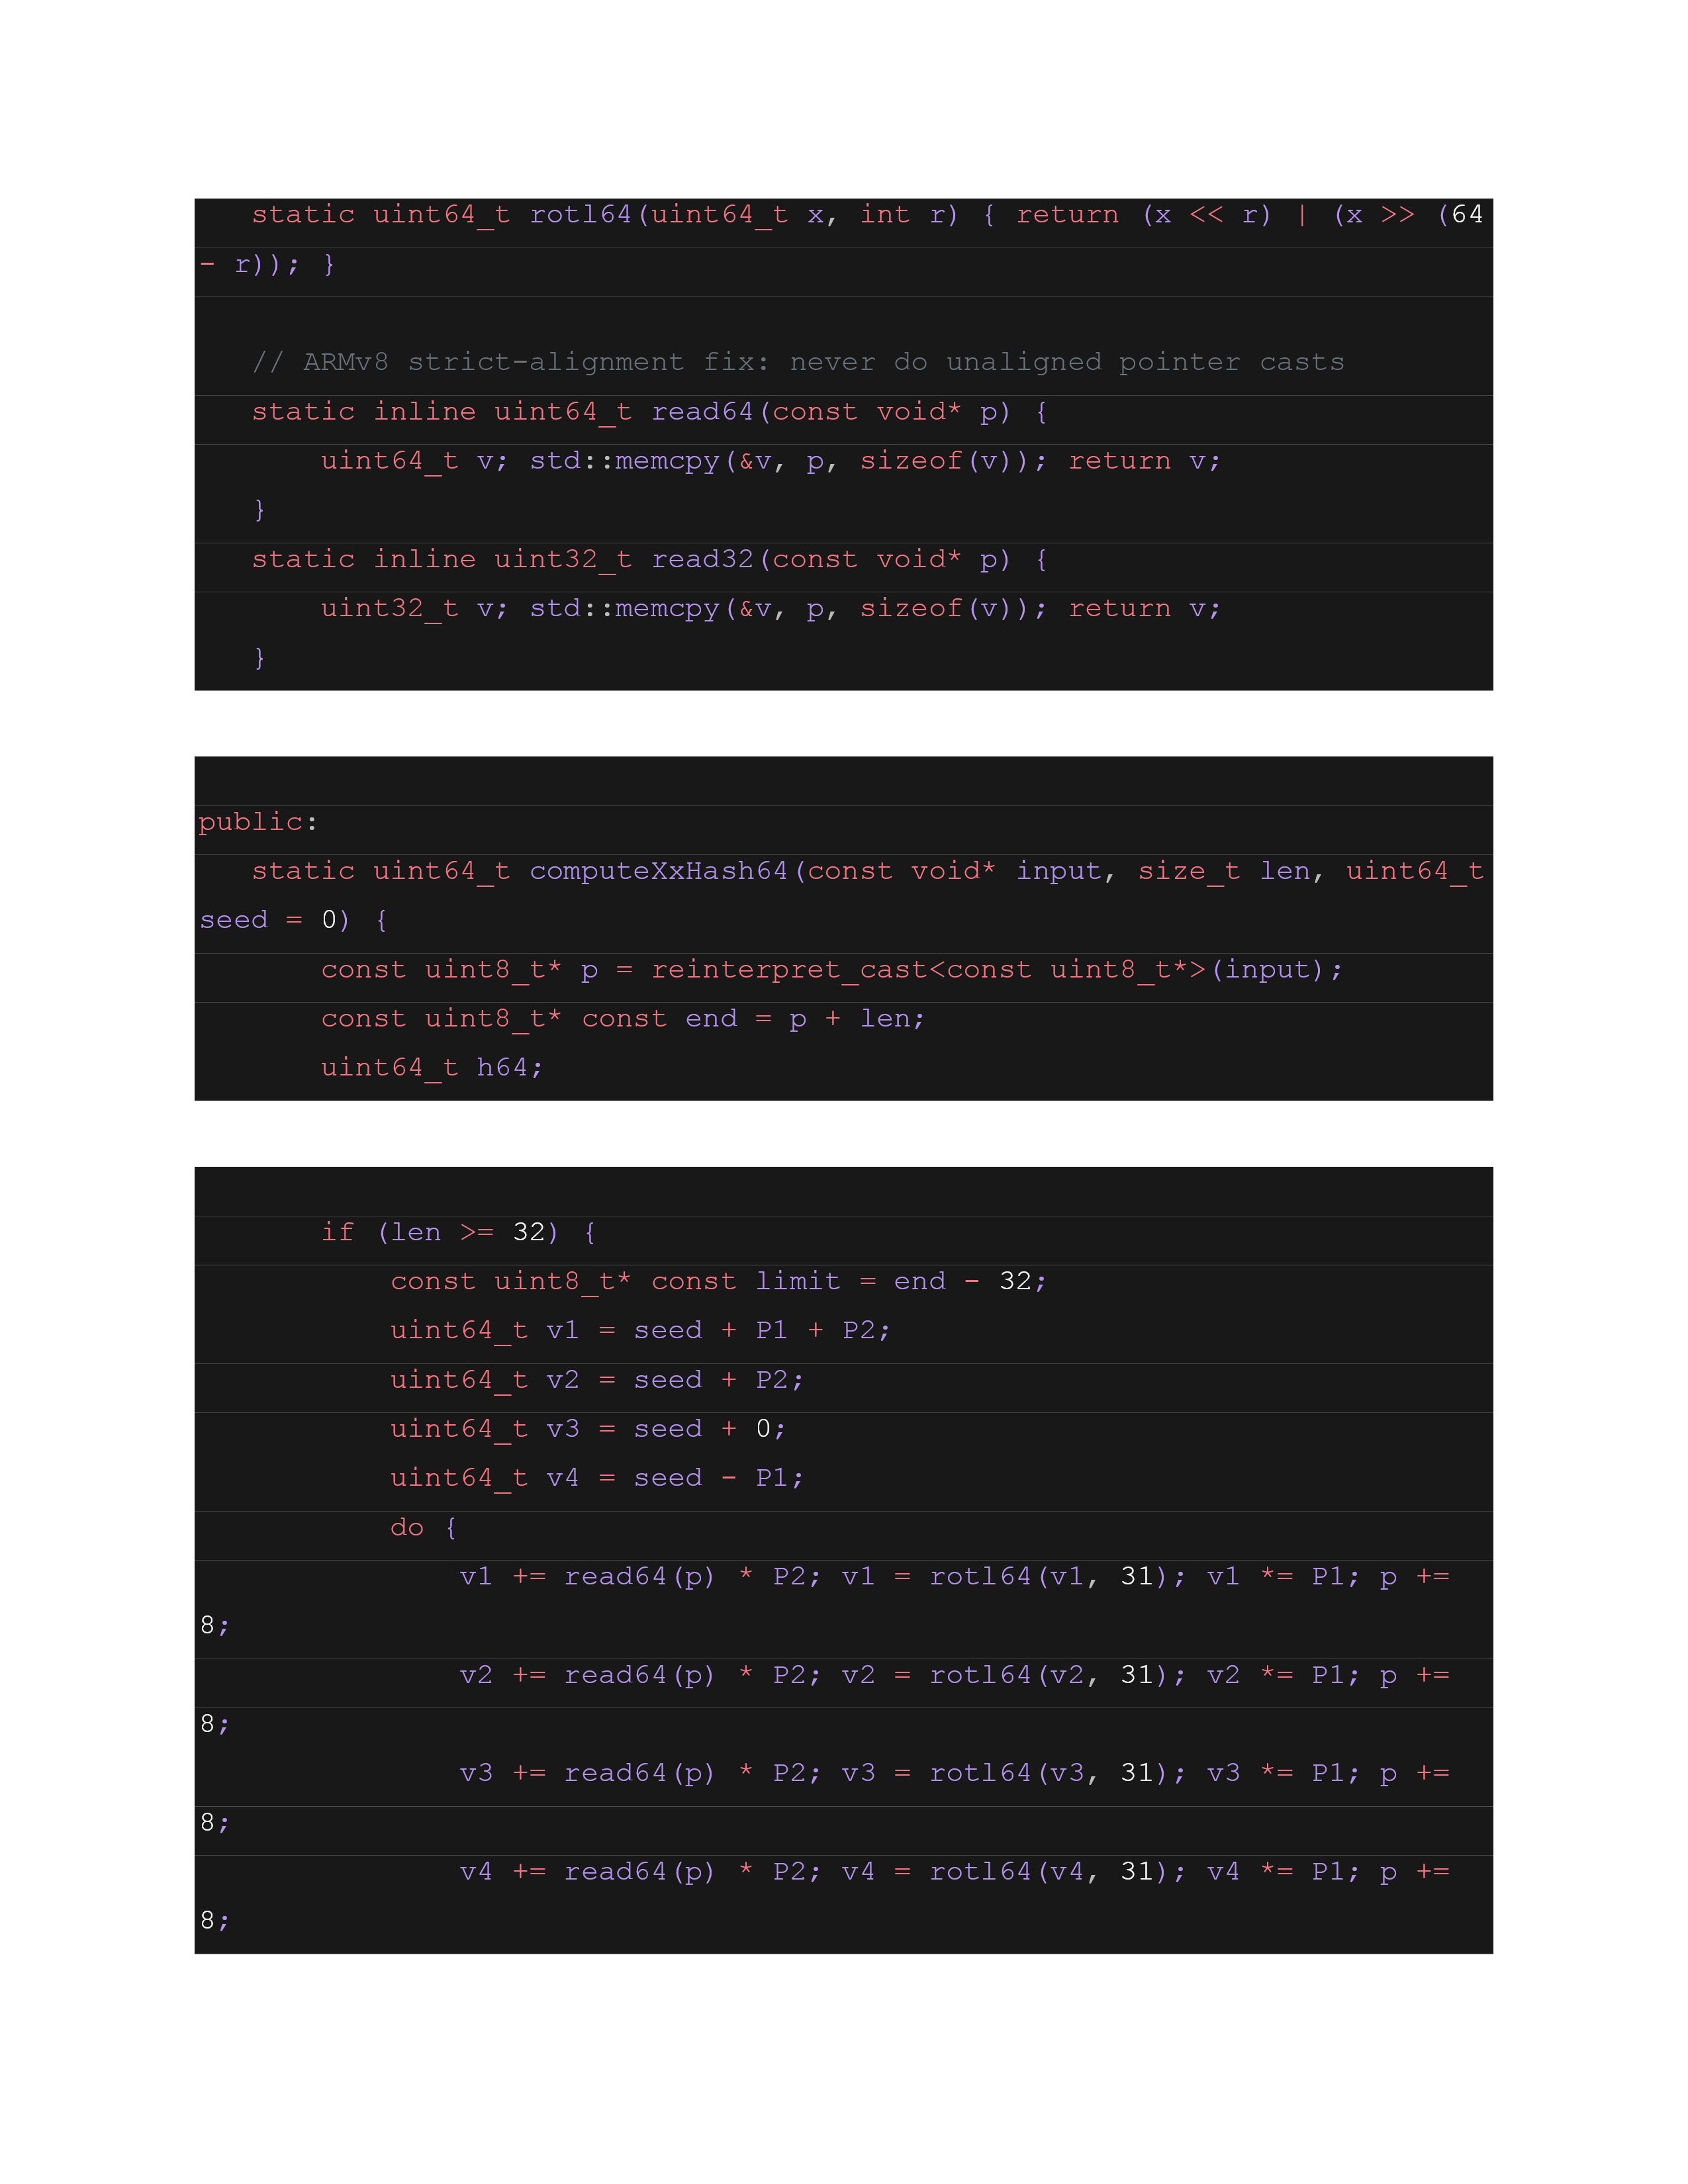 static uint64_t rotl64(uint64_t x, int r) { return (x << r) | (x >> (64
- r)); }
// ARMv8 strict-alignment fix: never do unaligned pointer casts
static inline uint64_t read64(const void* p) {
uint64_t v; std::memcpy(&v, p, sizeof(v)); return v;
}
static inline uint32_t read32(const void* p) {
uint32_t v; std::memcpy(&v, p, sizeof(v)); return v;
}
public:
static uint64_t computeXxHash64(const void* input, size_t len, uint64_t
seed = 0) {
const uint8_t* p = reinterpret_cast<const uint8_t*>(input);
const uint8_t* const end = p + len;
uint64_t h64;
if (len >= 32) {
const uint8_t* const limit = end - 32;
uint64_t v1 = seed + P1 + P2;
uint64_t v2 = seed + P2;
uint64_t v3 = seed + 0;
uint64_t v4 = seed - P1;
do {
v1 += read64(p) * P2; v1 = rotl64(v1, 31); v1 *= P1; p +=
8;
v2 += read64(p) * P2; v2 = rotl64(v2, 31); v2 *= P1; p +=
8;
v3 += read64(p) * P2; v3 = rotl64(v3, 31); v3 *= P1; p +=
8;
v4 += read64(p) * P2; v4 = rotl64(v4, 31); v4 *= P1; p +=
8;